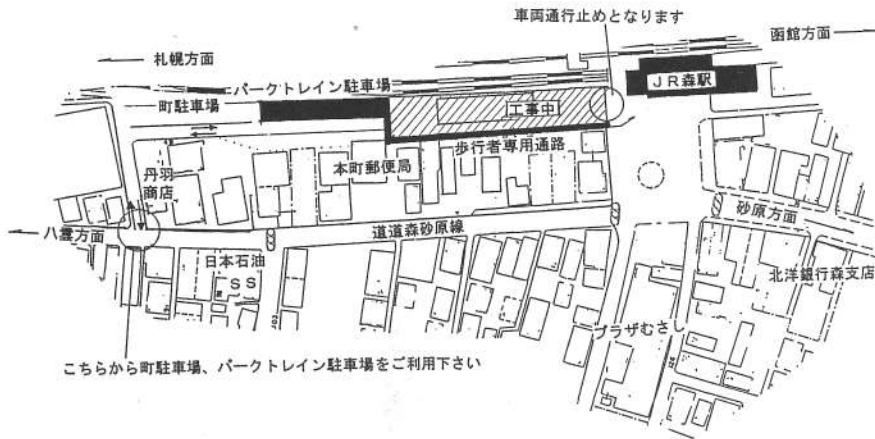 車両通行止めとなります
函館方面
札幌方面
JR森駅
パークトレイン駐車場
町駐車場
工事中
歩行者専用通路
本町郵便局
丹羽
商店
砂原方面
八雲方面
道道森砂原線
日本石油
SS
北洋銀行森支店
プラザむさし
こちらから町駐車場、パークトレイン駐車場をご利用下さい